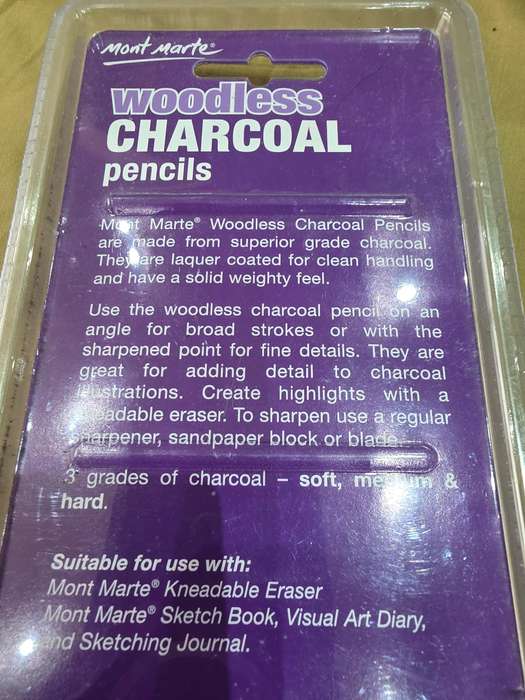 Mont Marte®
woodless
CHARCOAL
pencils
Mont Marte® Woodless Charcoal Pencils
are made from superior grade charcoal.
They are laquer coated for clean handling
and have a solid weighty feel.
Use the woodless charcoal pencil on an
angle for broad strokes or with the
sharpened point for fine details. They are
great for adding detail to charcoal
illustrations. Create highlights with a
kneadable eraser. To sharpen use a regular
sharpener, sandpaper block or blade.
3 grades of charcoal – soft, medium &
hard.
Suitable for use with:
Mont Marte® Kneadable Eraser
Mont Marte® Sketch Book, Visual Art Diary,
and Sketching Journal.